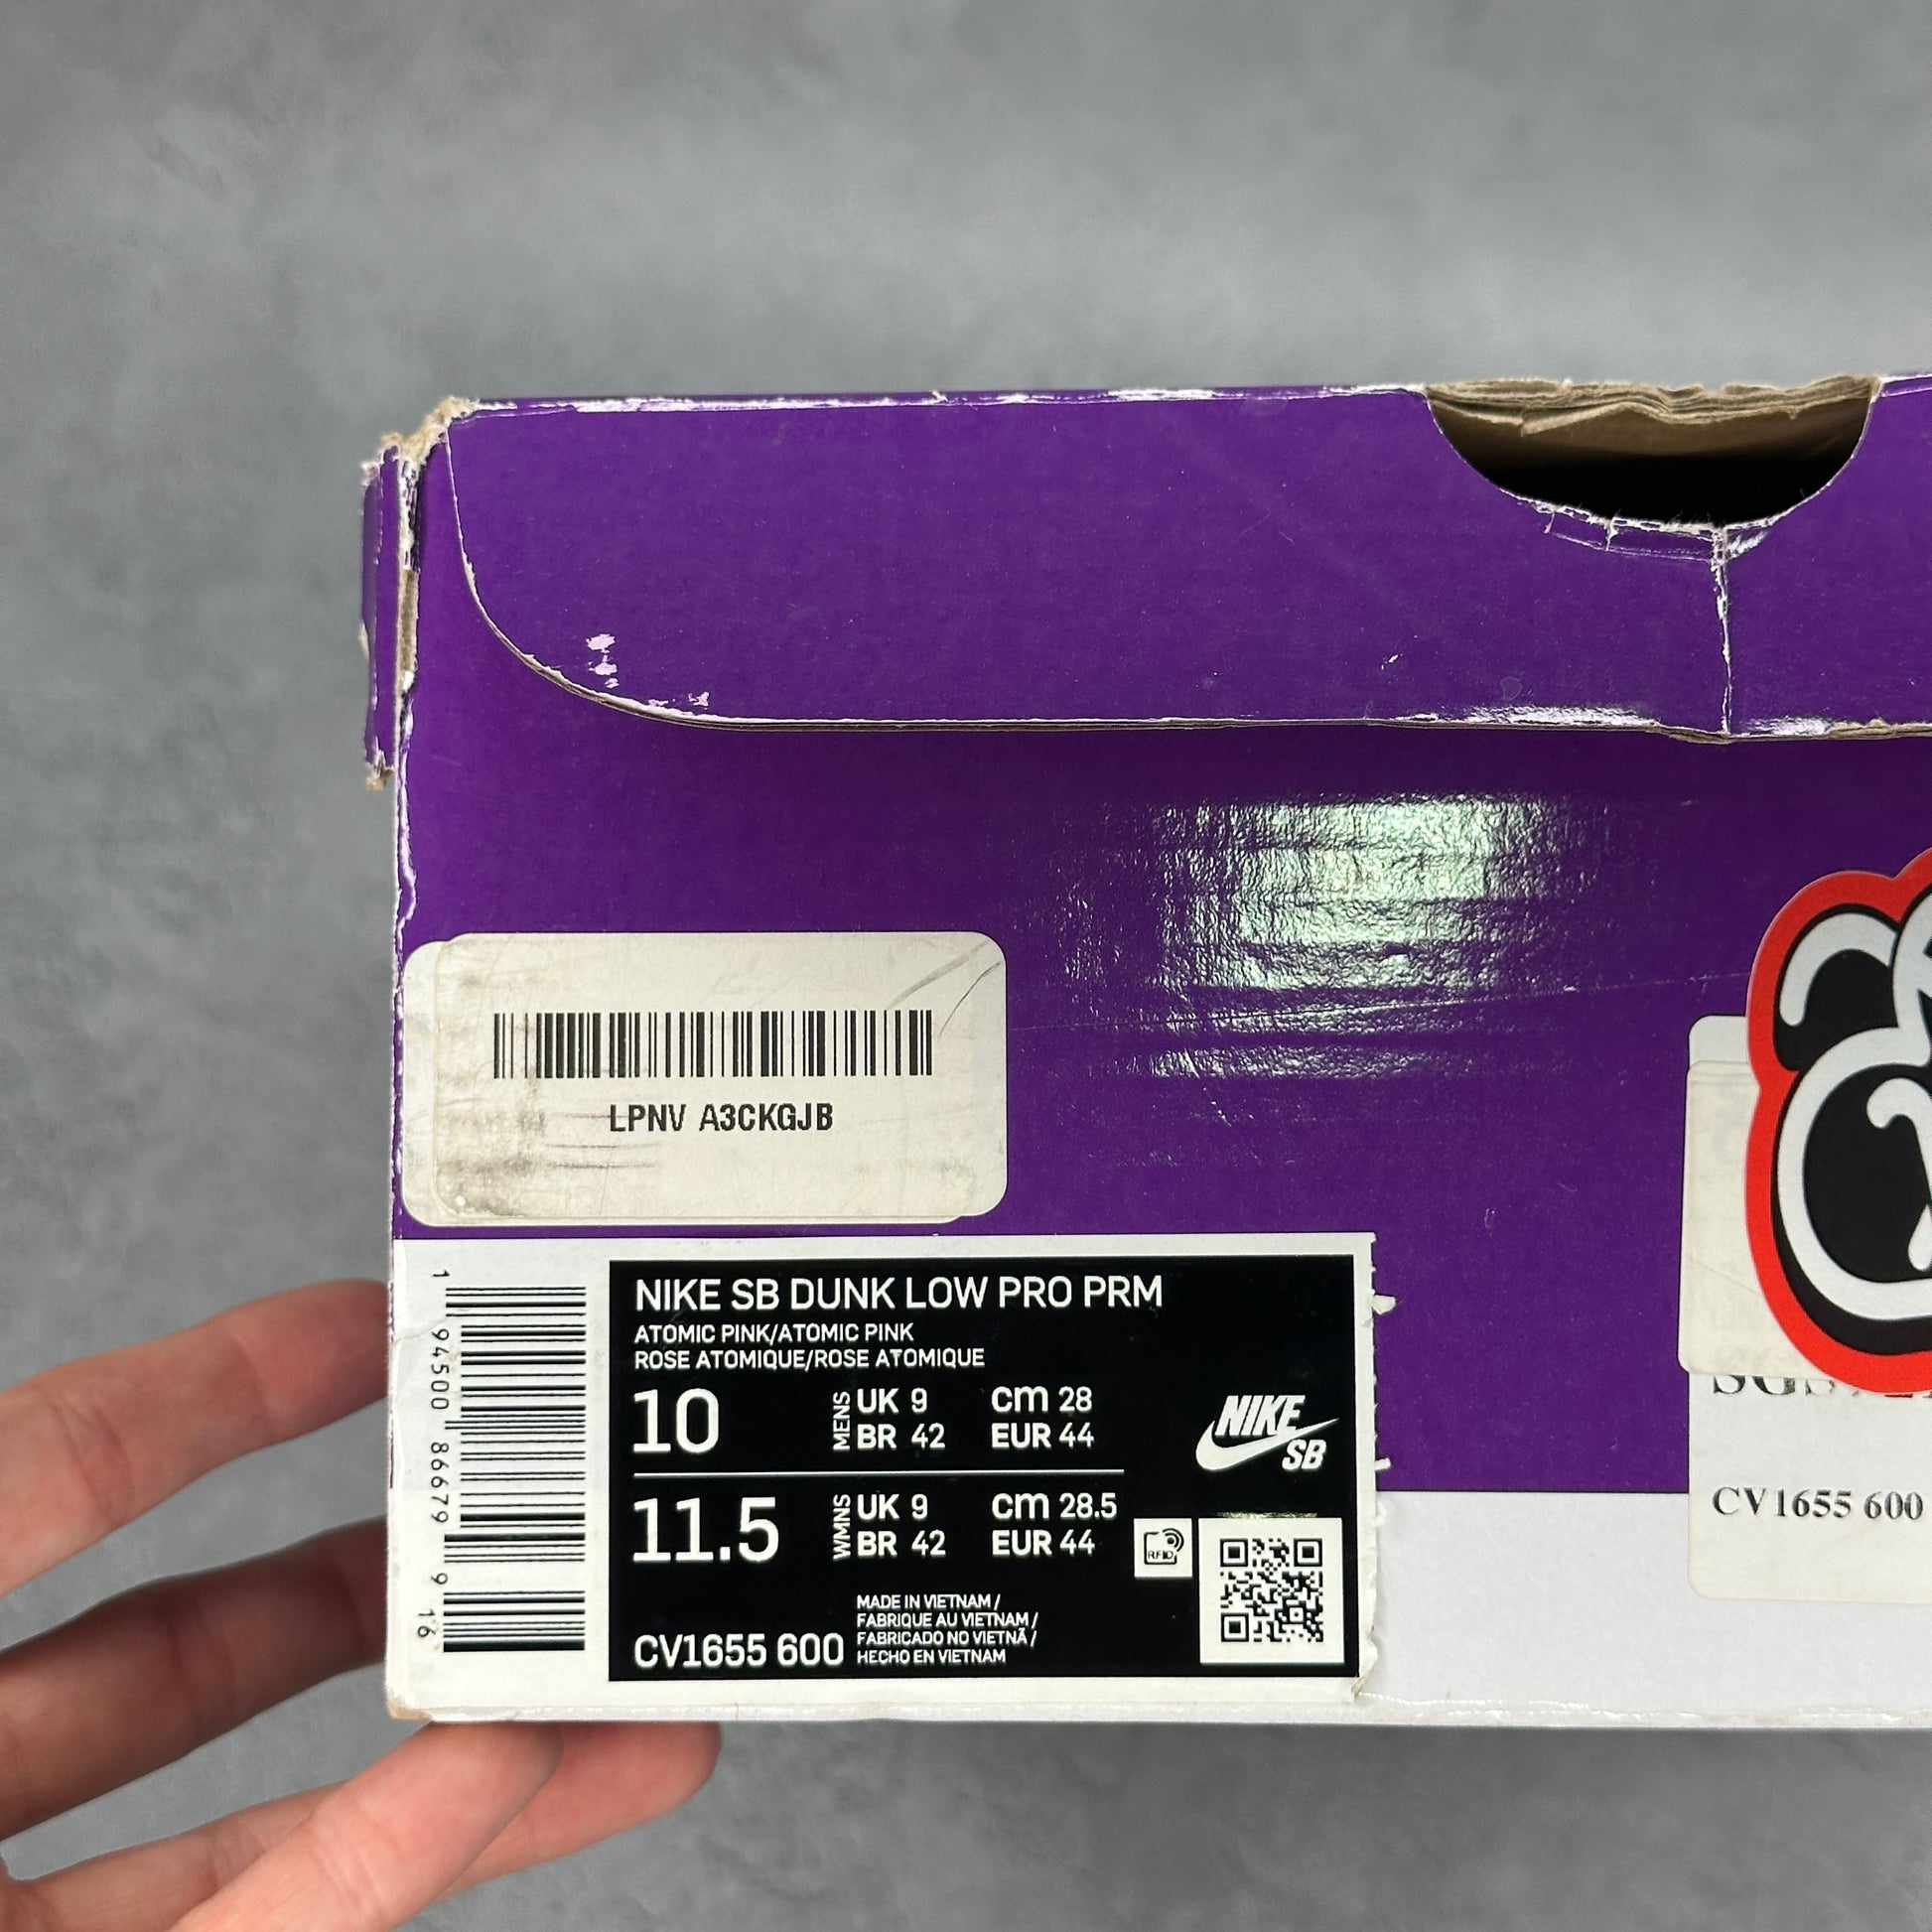 LPNV A3CKGJB
1 94500 86679 9 16
NIKE SB DUNK LOW PRO PRM
ATOMIC PINK/ATOMIC PINK
ROSE ATOMIQUE/ROSE ATOMIQUE
10 MENS UK 9 cm 28
BR 42 EUR 44
NIKE
SB
11.5 WMNS UK 9 cm 28.5
BR 42 EUR 44
RFID
MADE IN VIETNAM /
FABRIQUE AU VIETNAM /
FABRICADO NO VIETNÃ /
HECHO EN VIETNAM
CV1655 600
CV1655 600